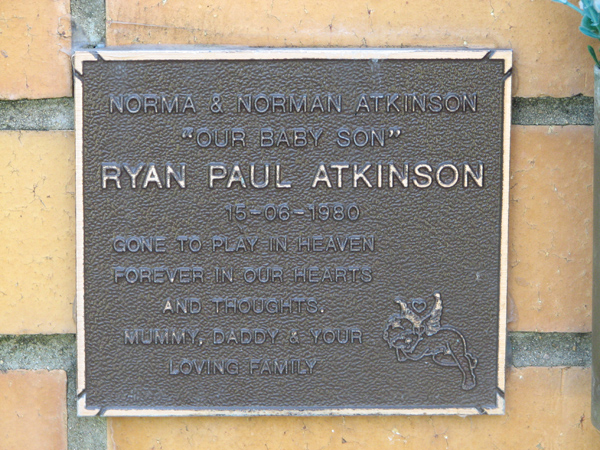 NORMA & NORMAN ATKINSON
"OUR BABY SON"
RYAN PAUL ATKINSON
15-06-1980
GONE TO PLAY IN HEAVEN
FOREVER IN OUR HEARTS
AND THOUGHTS.
MUMMY, DADDY & YOUR
LOVING FAMILY